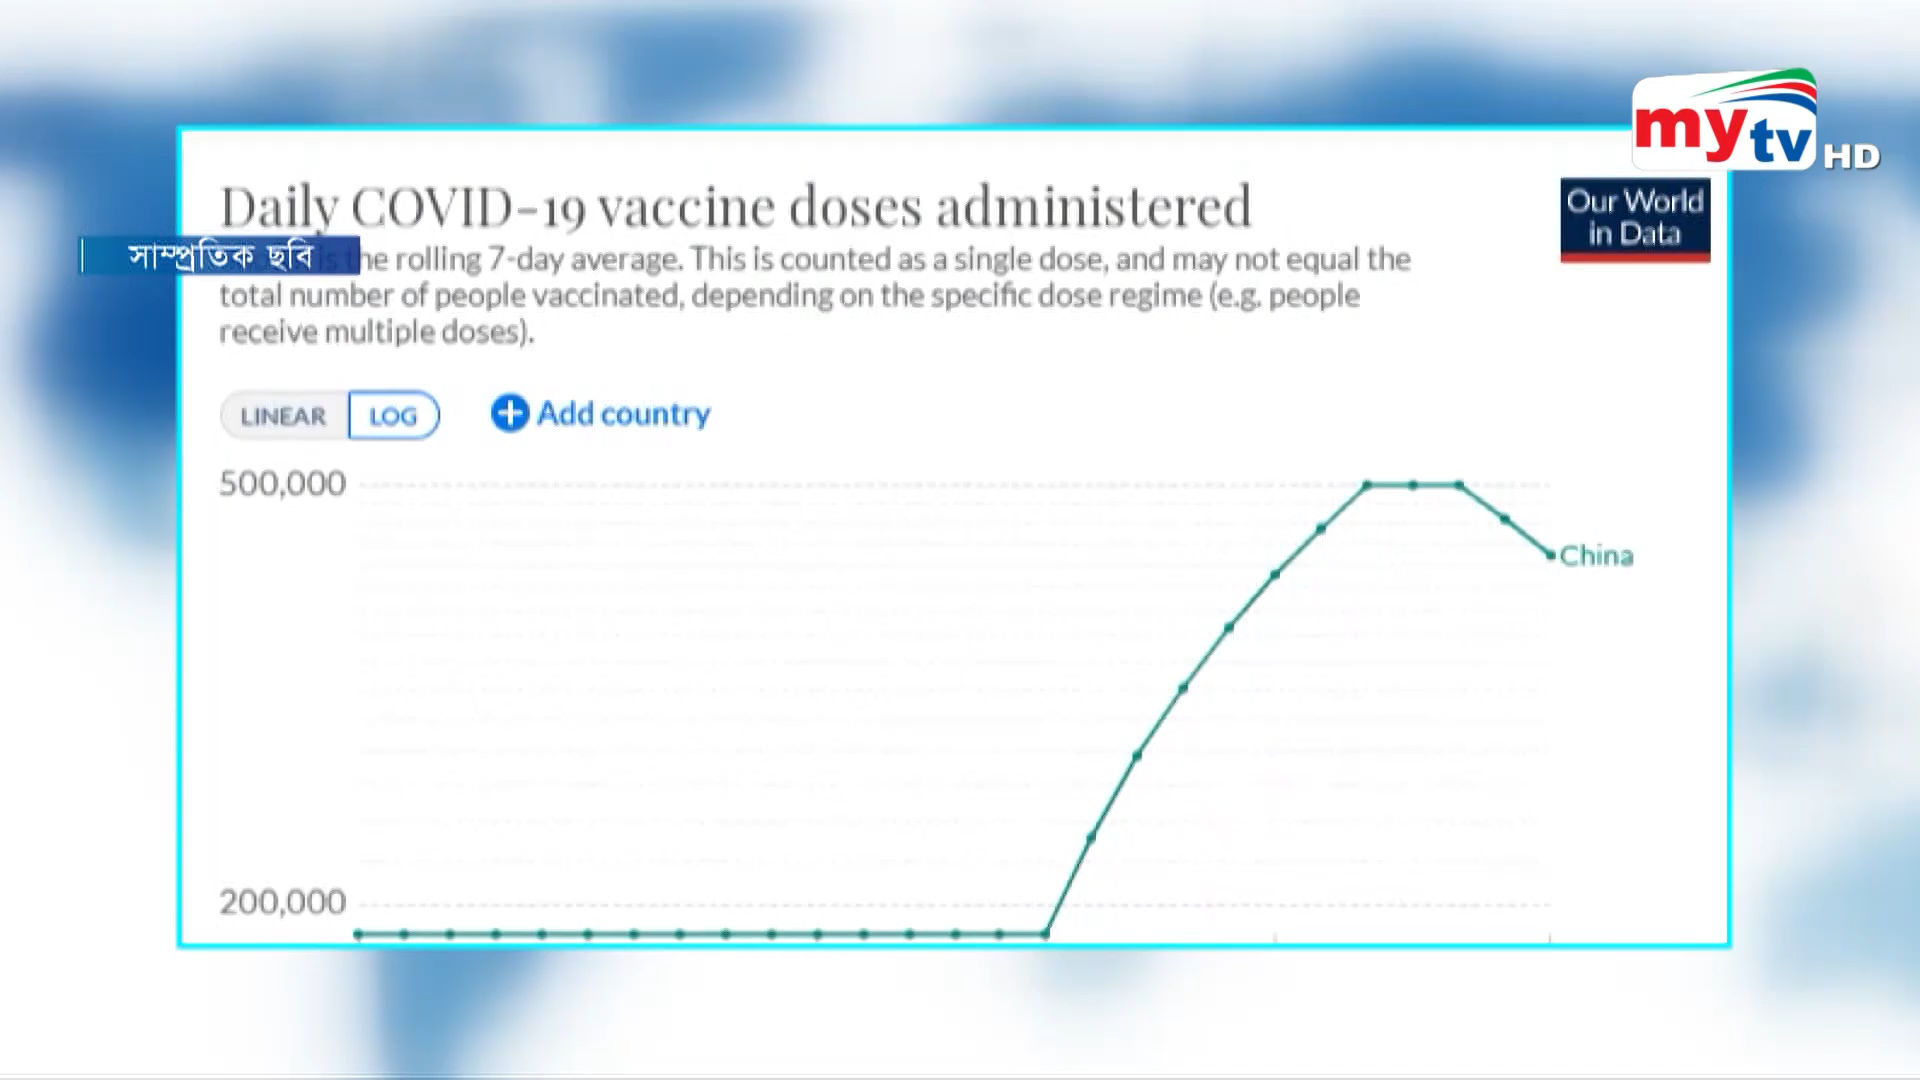 mytv HD
Daily COVID-19 vaccine doses administered
Our World
in Data
সাম্প্রতিক ছবি
the rolling 7-day average. This is counted as a single dose, and may not equal the
total number of people vaccinated, depending on the specific dose regime (e.g. people
receive multiple doses).
LINEAR LOG + Add country
500,000
China
200,000